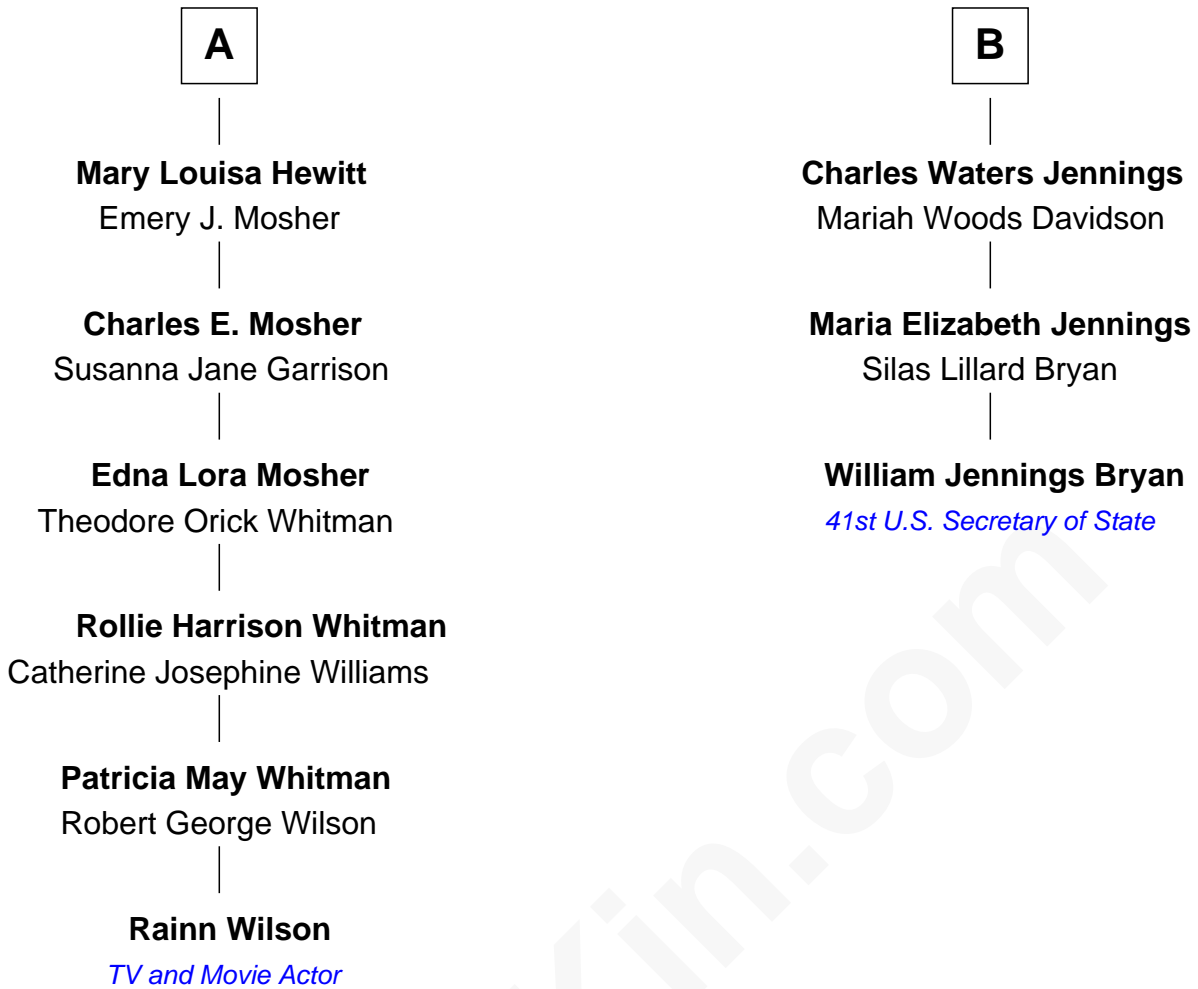 A
Mary Louisa Hewitt
Emery J. Mosher
Charles E. Mosher
Susanna Jane Garrison
Edna Lora Mosher
Theodore Orick Whitman
Rollie Harrison Whitman
Catherine Josephine Williams
Patricia May Whitman
Robert George Wilson
Rainn Wilson
TV and Movie Actor
B
Charles Waters Jennings
Mariah Woods Davidson
Maria Elizabeth Jennings
Silas Lillard Bryan
William Jennings Bryan
41st U.S. Secretary of State
Kin.com